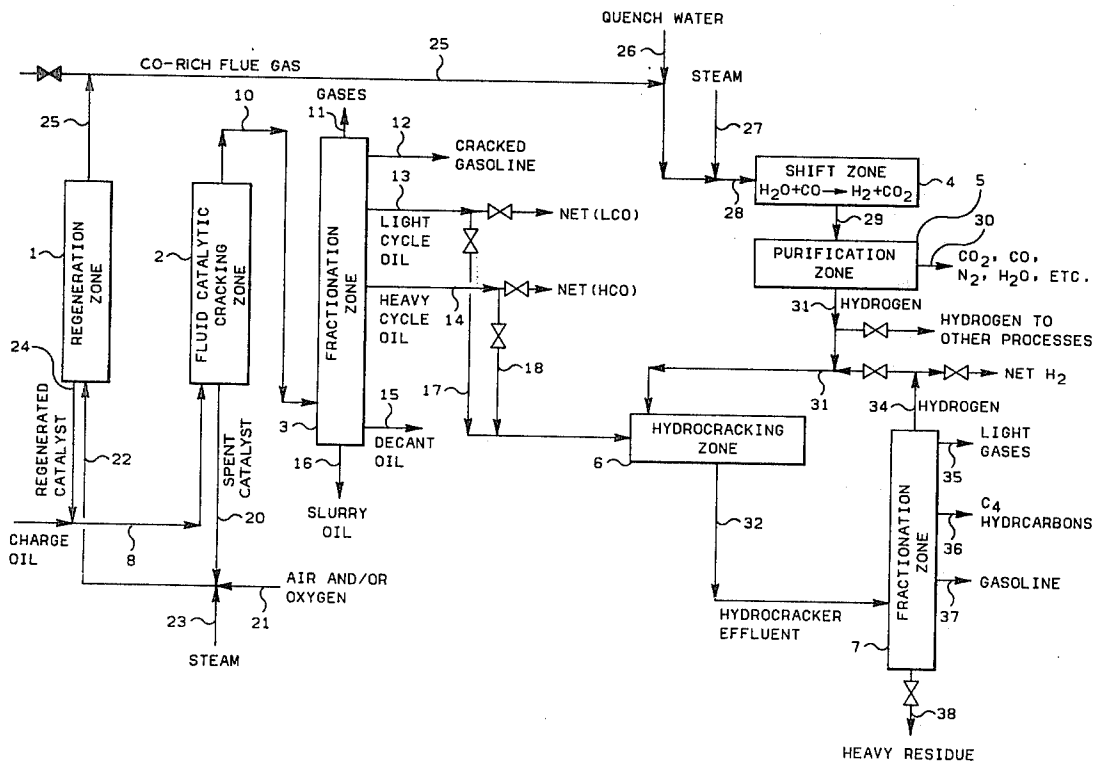 QUENCH WATER
26
25
CO-RICH FLUE GAS
STEAM
10
GASES
11
27
25
12
CRACKED
GASOLINE
SHIFT ZONE
H2O+CO → H2+CO2
4
5
13
28
29
30
LIGHT
CYCLE
OIL
NET(LCO)
1
REGENERATION
ZONE
2
FLUID CATALYTIC
CRACKING
ZONE
FRACTIONATION
ZONE
PURIFICATION
ZONE
CO2, CO,
N2, H2O, ETC.
HEAVY
CYCLE
OIL
14
NET(HCO)
31
HYDROGEN
HYDROGEN TO
OTHER PROCESSES
24
18
17
31
NET H2
34
HYDROGEN
REGENERATED
CATALYST
22
SPENT
CATALYST
20
3
15
DECANT
OIL
16
HYDROCRACKING
ZONE
6
LIGHT
GASES
35
SLURRY
OIL
32
C4
HYDRCARBONS
36
CHARGE
OIL
8
FRACTIONATION
ZONE
AIR AND/OR
OXYGEN
21
23
GASOLINE
37
HYDROCRACKER
EFFLUENT
7
STEAM
38
HEAVY RESIDUE